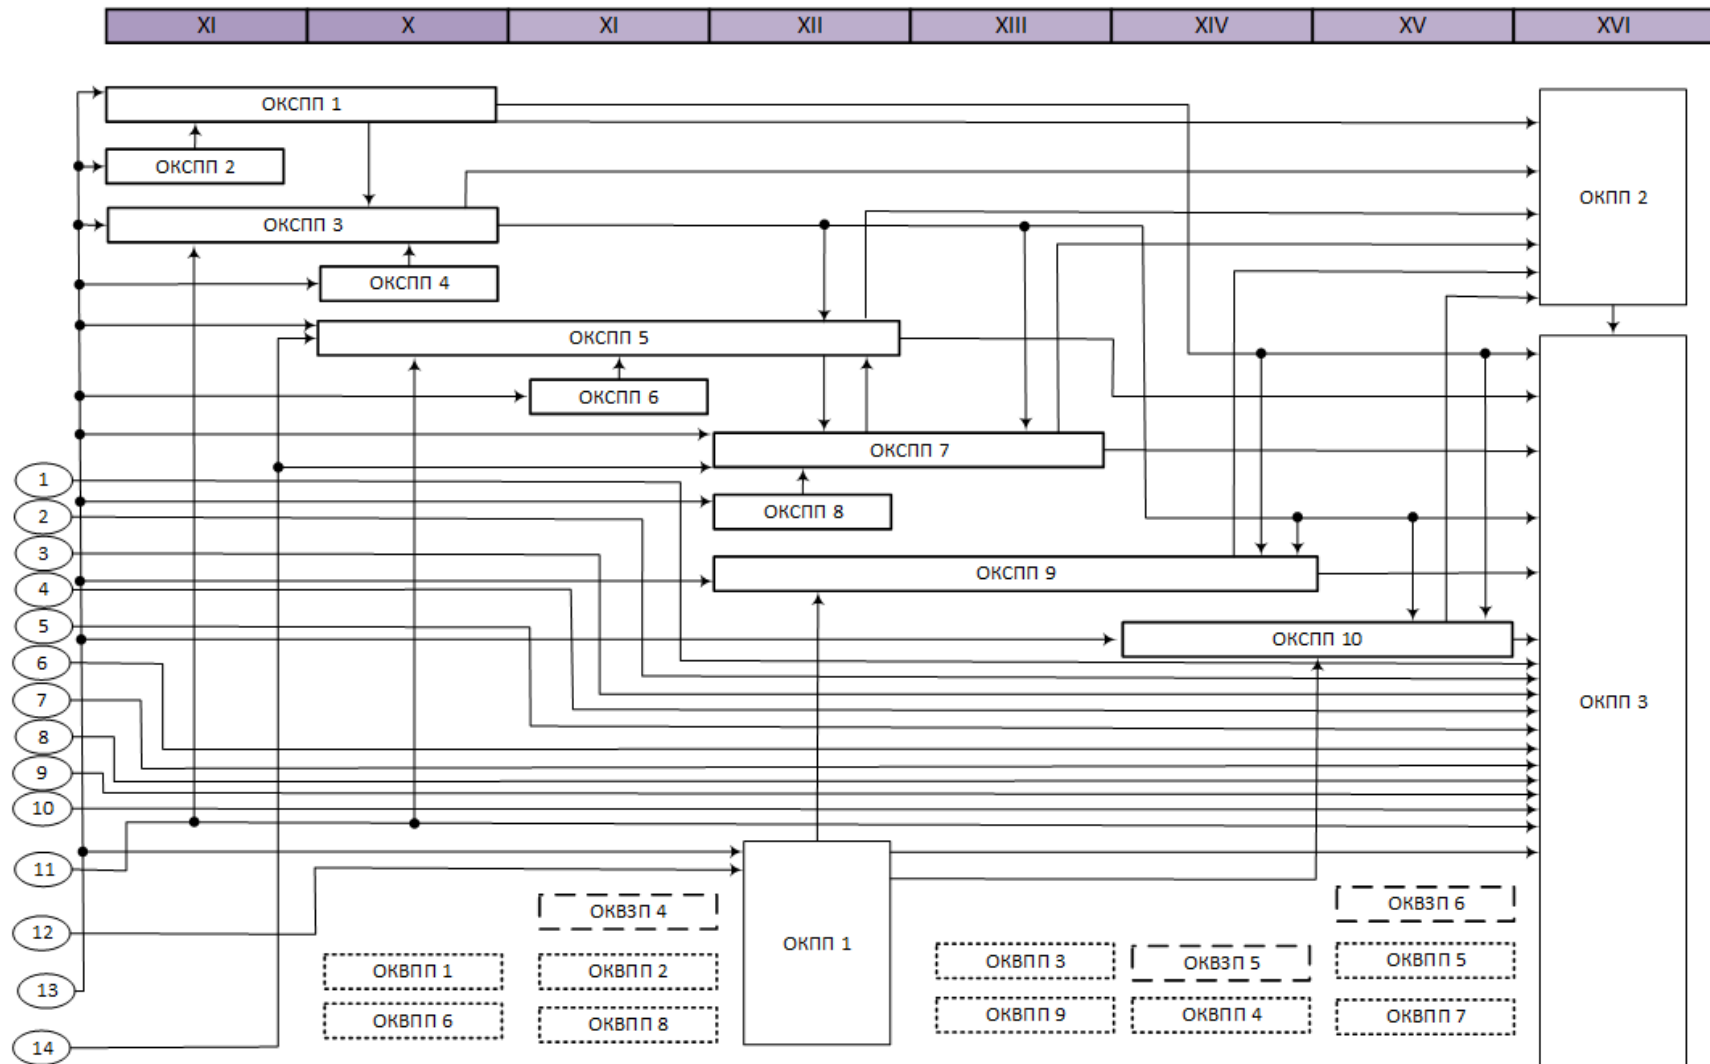 XI X XI XII XIII XIV XV XVI
ОКСПП 1
ОКСПП 2
ОКПП 2
ОКСПП 3
ОКСПП 4
ОКСПП 5
ОКСПП 6
ОКСПП 7
1
ОКСПП 8
2
3
ОКСПП 9
4
5
ОКСПП 10
6
7
ОКПП 3
8
9
10
11
ОКВЗП 4
ОКВЗП 6
12
ОКПП 1
ОКВПП 1
ОКВПП 2
ОКВПП 3
ОКВЗП 5
ОКВПП 5
13
ОКВПП 6
ОКВПП 8
ОКВПП 9
ОКВПП 4
ОКВПП 7
14